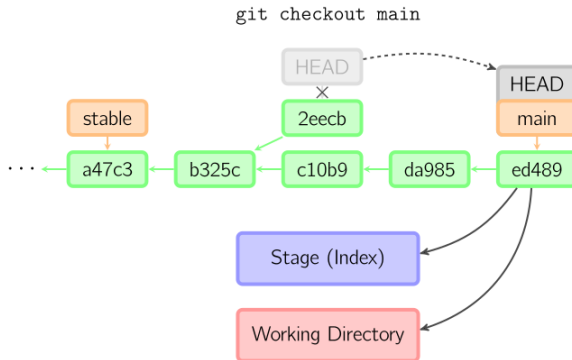 git checkout main
HEAD
HEAD
stable
2eecb
main
... a47c3 b325c c10b9 da985 ed489
Stage (Index)
Working Directory